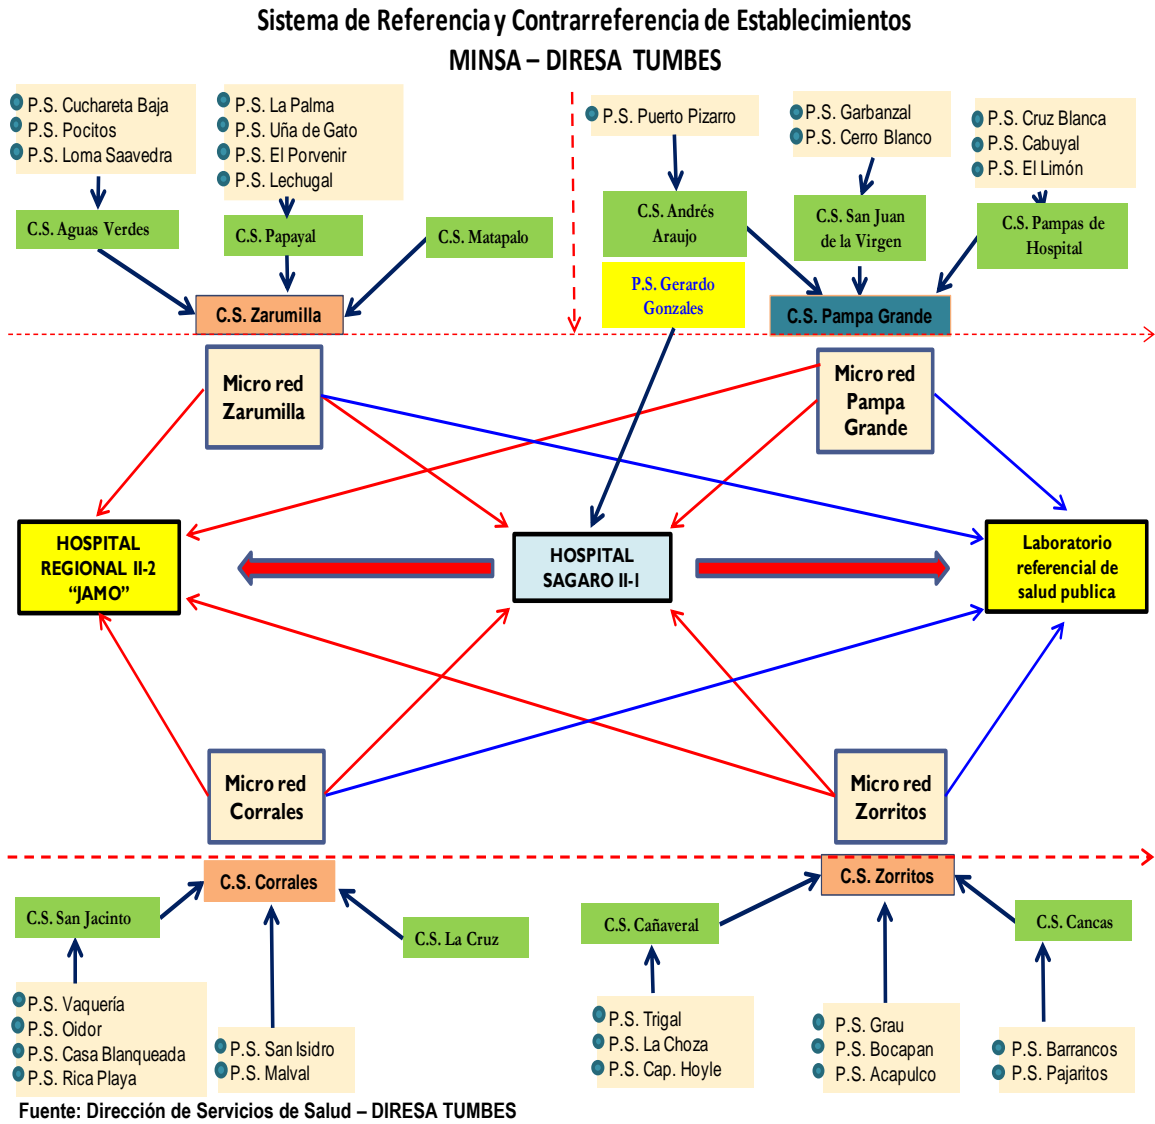 Sistema de Referencia y Contrarreferencia de Establecimientos
MINSA – DIRESA TUMBES
P.S. Cuchareta Baja
P.S. Pocitos
P.S. Loma Saavedra
P.S. La Palma
P.S. Uña de Gato
P.S. El Porvenir
P.S. Lechugal
P.S. Puerto Pizarro
P.S. Garbanzal
P.S. Cerro Blanco
P.S. Cruz Blanca
P.S. Cabuyal
P.S. El Limón
C.S. Aguas Verdes
C.S. Papayal
C.S. Matapalo
C.S. Andrés
Araujo
C.S. San Juan
de la Virgen
C.S. Pampas de
Hospital
P.S. Gerardo
Gonzales
C.S. Zarumilla
C.S. Pampa Grande
Micro red
Zarumilla
Micro red
Pampa
Grande
HOSPITAL
REGIONAL II-2
“JAMO”
HOSPITAL
SAGARO II-I
Laboratorio
referencial de
salud publica
Micro red
Corrales
Micro red
Zorritos
C.S. Corrales
C.S. Zorritos
C.S. San Jacinto
C.S. La Cruz
C.S. Cañaveral
C.S. Cancas
P.S. Vaquería
P.S. Oidor
P.S. Casa Blanqueada
P.S. Rica Playa
P.S. San Isidro
P.S. Malval
P.S. Trigal
P.S. La Choza
P.S. Cap. Hoyle
P.S. Grau
P.S. Bocapan
P.S. Acapulco
P.S. Barrancos
P.S. Pajaritos
Fuente: Dirección de Servicios de Salud – DIRESA TUMBES